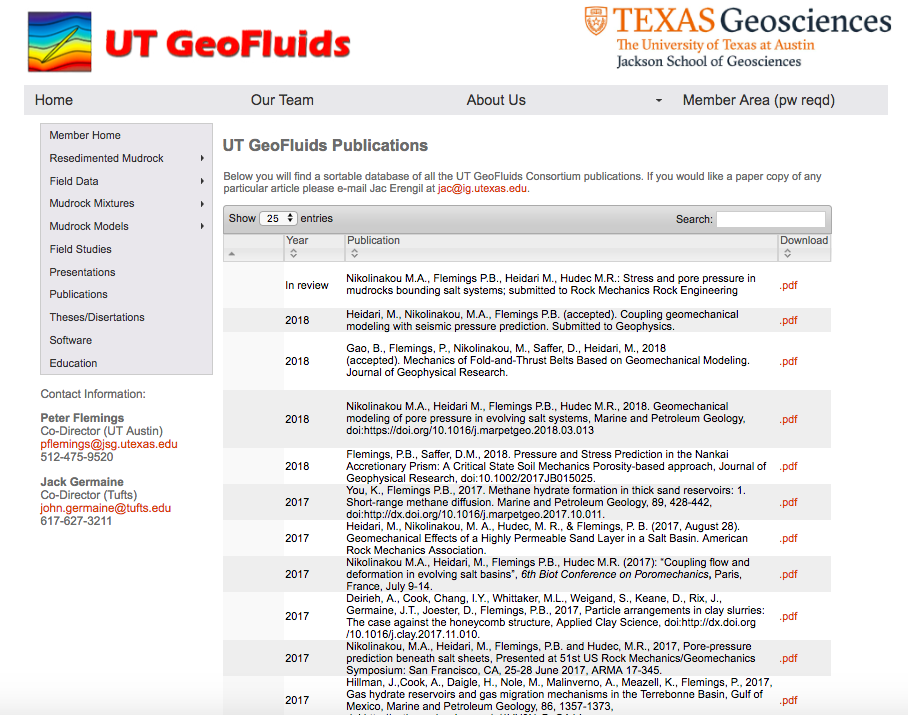 UT GeoFluids
TEXAS Geosciences
The University of Texas at Austin
Jackson School of Geosciences
Home
Our Team
About Us
Member Area (pw reqd)
Member Home
Resedimented Mudrock
Field Data
Mudrock Mixtures
Mudrock Models
Field Studies
Presentations
Publications
Theses/Disertations
Software
Education
Contact Information:
Peter Flemings
Co-Director (UT Austin)
pflemings@jsg.utexas.edu
512-475-9520
Jack Germaine
Co-Director (Tufts)
john.germaine@tufts.edu
617-627-3211
UT GeoFluids Publications
Below you will find a sortable database of all the UT GeoFluids Consortium publications. If you would like a paper copy of any
particular article please e-mail Jac Erengil at jac@ig.utexas.edu.
Show 25 entries
Search:
Year
Publication
Download
In review
Nikolinakou M.A., Flemings P.B., Heidari M., Hudec M.R.: Stress and pore pressure in
mudrocks bounding salt systems; submitted to Rock Mechanics Rock Engineering
.pdf
2018
Heidari, M., Nikolinakou, M.A., Flemings P.B. (accepted). Coupling geomechanical
modeling with seismic pressure prediction. Submitted to Geophysics.
.pdf
2018
Gao, B., Flemings, P., Nikolinakou, M., Saffer, D., Heidari, M., 2018
(accepted). Mechanics of Fold-and-Thrust Belts Based on Geomechanical Modeling.
Journal of Geophysical Research.
.pdf
2018
Nikolinakou M.A., Heidari M., Flemings P.B., Hudec M.R., 2018. Geomechanical
modeling of pore pressure in evolving salt systems, Marine and Petroleum Geology,
doi:https://doi.org/10.1016/j.marpetgeo.2018.03.013
.pdf
2018
Flemings, P.B., Saffer, D.M., 2018. Pressure and Stress Prediction in the Nankai
Accretionary Prism: A Critical State Soil Mechanics Porosity-based approach, Journal of
Geophysical Research, doi:10.1002/2017JB015025.
.pdf
2017
You, K., Flemings P.B., 2017. Methane hydrate formation in thick sand reservoirs: 1.
Short-range methane diffusion. Marine and Petroleum Geology, 89, 428-442,
doi:http://dx.doi.org/10.1016/j.marpetgeo.2017.10.011.
.pdf
2017
Heidari, M., Nikolinakou, M. A., Hudec, M. R., & Flemings, P. B. (2017, August 28).
Geomechanical Effects of a Highly Permeable Sand Layer in a Salt Basin. American
Rock Mechanics Association.
.pdf
2017
Nikolinakou M.A., Heidari, M., Flemings P.B., Hudec M.R. (2017): "Coupling flow and
deformation in evolving salt basins", 6th Biot Conference on Poromechanics, Paris,
France, July 9-14.
.pdf
2017
Deirieh, A., Cook, Chang, I.Y., Whittaker, M.L., Weigand, S., Keane, D., Rix, J.,
Germaine, J.T., Joester, D., Flemings, P.B., 2017, Particle arrangements in clay slurries:
The case against the honeycomb structure, Applied Clay Science, doi:http://dx.doi.org
/10.1016/j.clay.2017.11.010.
.pdf
2017
Nikolinakou, M.A., Heidari, M., Flemings, P.B. and Hudec, M.R., 2017, Pore-pressure
prediction beneath salt sheets, Presented at 51st US Rock Mechanics/Geomechanics
Symposium: San Francisco, CA, 25-28 June 2017, ARMA 17-345.
.pdf
2017
Hillman, J.,Cook, A., Daigle, H., Nole, M., Malinverno, A., Meazell, K., Flemings, P., 2017,
Gas hydrate reservoirs and gas migration mechanisms in the Terrebonne Basin, Gulf of
Mexico, Marine and Petroleum Geology, 86, 1357-1373,
.pdf